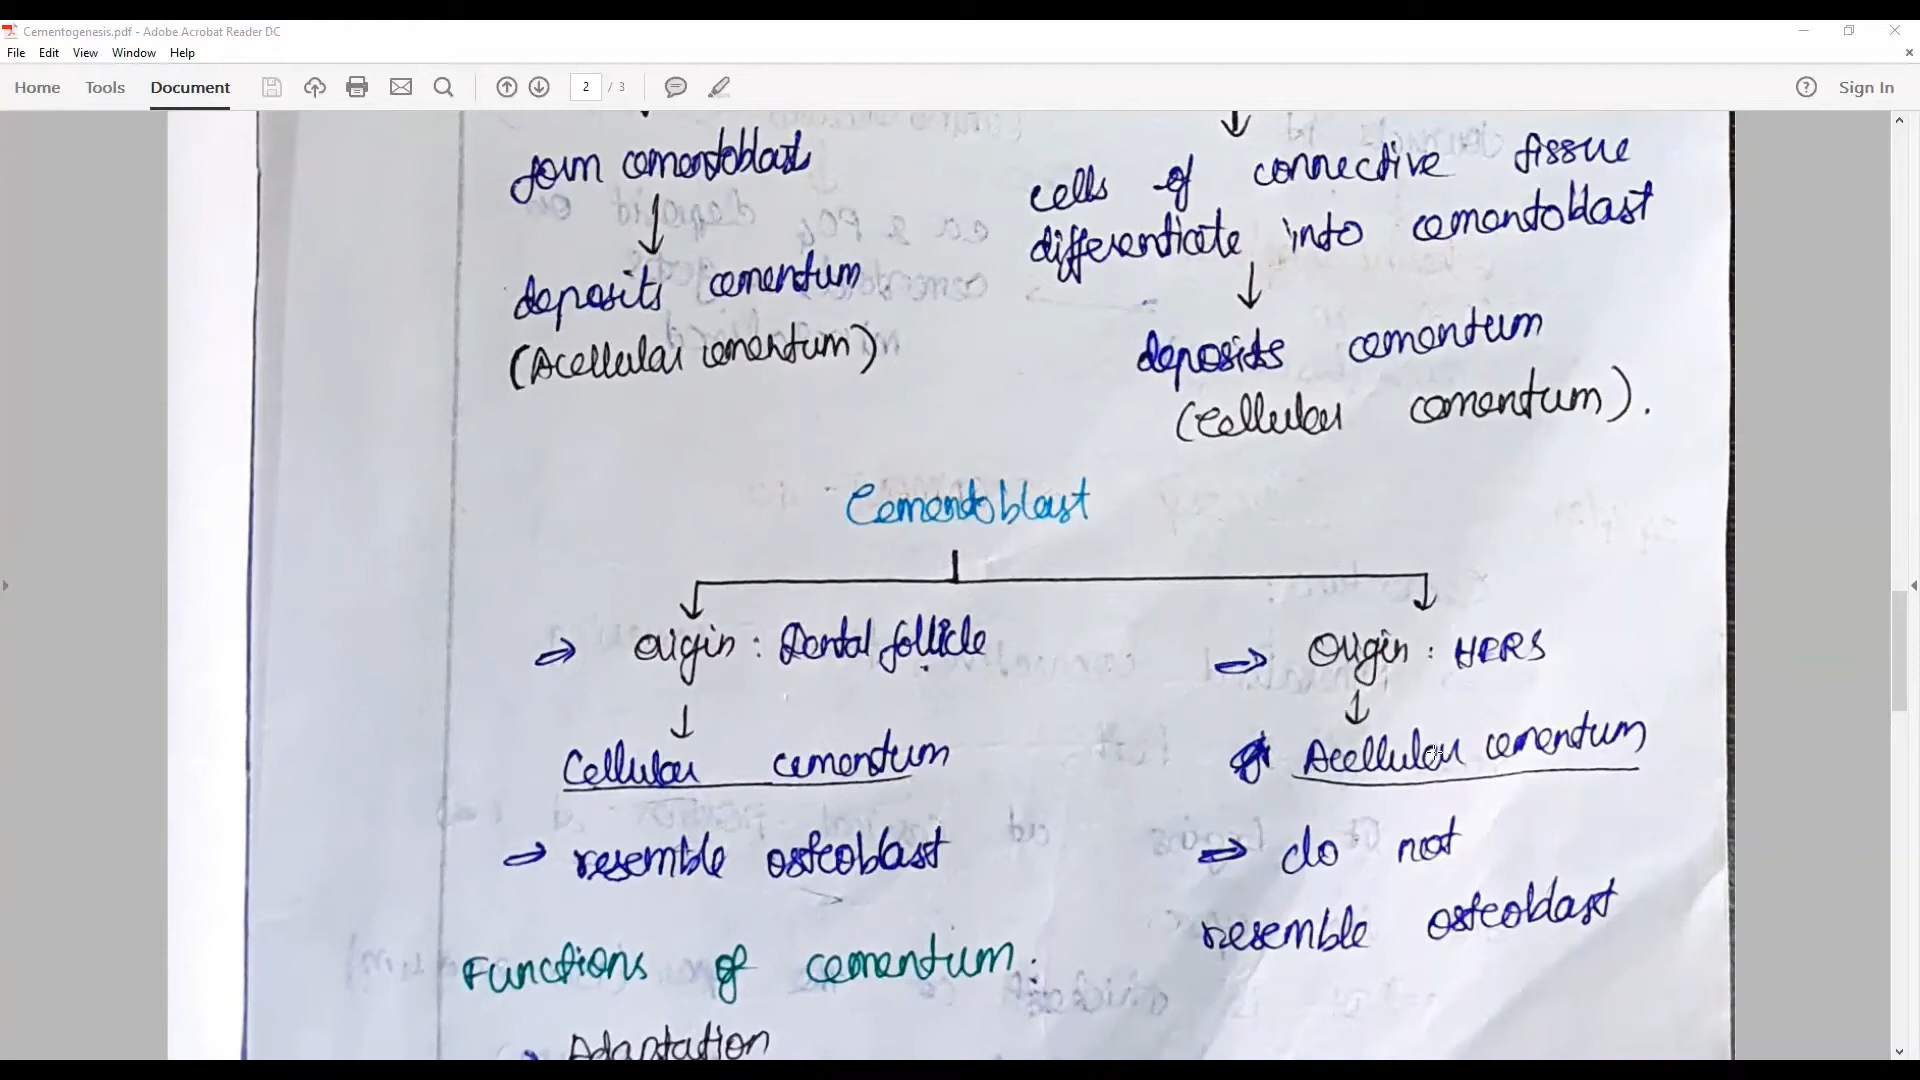 Cementogenesis.pdf - Adobe Acrobat Reader DC
File Edit View Window Help
Home Tools Document 2 / 3 Sign In
form cementoblast
deposits cementum
(Acellular cementum)
cells of connective tissue
differenticate into cementoblast
deposits cementum
(Cellular cementum).
Cementoblast
origin : Dental follicle
Cellular cementum
resemble osteoblast
Origin : HERS
Acellular cementum
do not
resemble osteoblast
Functions of cementum.
Adaptation